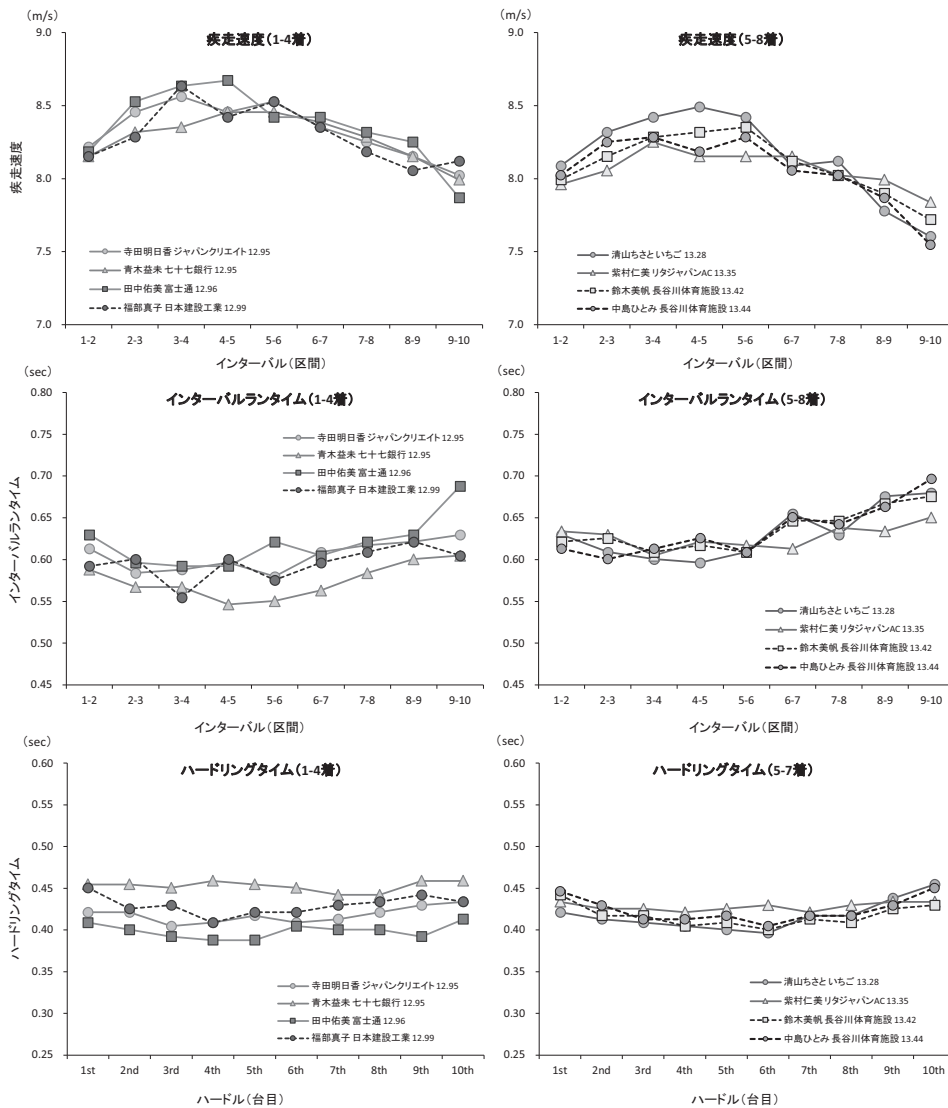 （m/s）
疾走速度（1-4着）
9.0
8.5
8.0
7.5
7.0
疾走速度
寺田明日香 ジャパンクリエイト 12.95
青木益未 七十七銀行 12.95
田中佑美 富士通 12.96
福部真子 日本建設工業 12.99
1-2 2-3 3-4 4-5 5-6 6-7 7-8 8-9 9-10
インターバル（区間）
（m/s）
疾走速度（5-8着）
9.0
8.5
8.0
7.5
7.0
清山ちさと いちご 13.28
紫村仁美 リタジャパンAC 13.35
鈴木美帆 長谷川体育施設 13.42
中島ひとみ 長谷川体育施設 13.44
1-2 2-3 3-4 4-5 5-6 6-7 7-8 8-9 9-10
インターバル（区間）
（sec）
インターバルランタイム（1-4着）
0.80
0.75
0.70
0.65
0.60
0.55
0.50
0.45
インターバルランタイム
寺田明日香 ジャパンクリエイト 12.95
青木益未 七十七銀行 12.95
田中佑美 富士通 12.96
福部真子 日本建設工業 12.99
1-2 2-3 3-4 4-5 5-6 6-7 7-8 8-9 9-10
インターバル（区間）
（sec）
インターバルランタイム（5-8着）
0.80
0.75
0.70
0.65
0.60
0.55
0.50
0.45
清山ちさと いちご 13.28
紫村仁美 リタジャパンAC 13.35
鈴木美帆 長谷川体育施設 13.42
中島ひとみ 長谷川体育施設 13.44
1-2 2-3 3-4 4-5 5-6 6-7 7-8 8-9 9-10
インターバル（区間）
（sec）
ハードリングタイム（1-4着）
0.60
0.55
0.50
0.45
0.40
0.35
0.30
0.25
ハードリングタイム
寺田明日香 ジャパンクリエイト 12.95
青木益未 七十七銀行 12.95
田中佑美 富士通 12.96
福部真子 日本建設工業 12.99
1st 2nd 3rd 4th 5th 6th 7th 8th 9th 10th
ハードル（台目）
（sec）
ハードリングタイム（5-7着）
0.60
0.55
0.50
0.45
0.40
0.35
0.30
0.25
清山ちさと いちご 13.28
紫村仁美 リタジャパンAC 13.35
鈴木美帆 長谷川体育施設 13.42
中島ひとみ 長谷川体育施設 13.44
1st 2nd 3rd 4th 5th 6th 7th 8th 9th 10th
ハードル（台目）